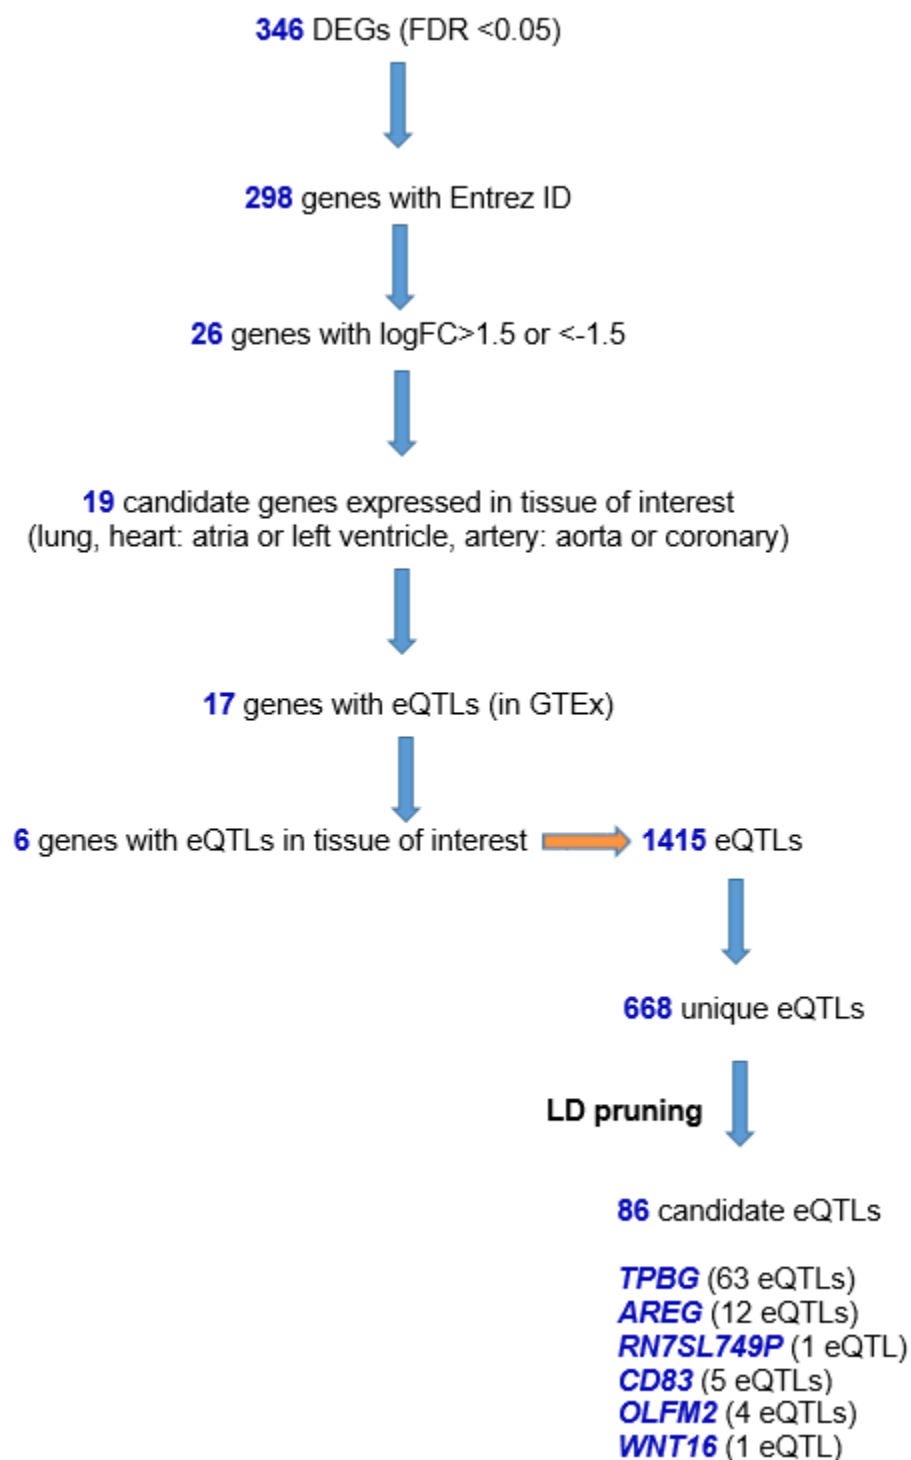 346 DEGs (FDR <0.05)
298 genes with Entrez ID
26 genes with logFC>1.5 or <-1.5
19 candidate genes expressed in tissue of interest
(lung, heart: atria or left ventricle, artery: aorta or coronary)
17 genes with eQTLs (in GTEx)
6 genes with eQTLs in tissue of interest
1415 eQTLs
668 unique eQTLs
LD pruning
86 candidate eQTLs
TPBG (63 eQTLs)
AREG (12 eQTLs)
RN7SL749P (1 eQTL)
CD83 (5 eQTLs)
OLFM2 (4 eQTLs)
WNT16 (1 eQTL)